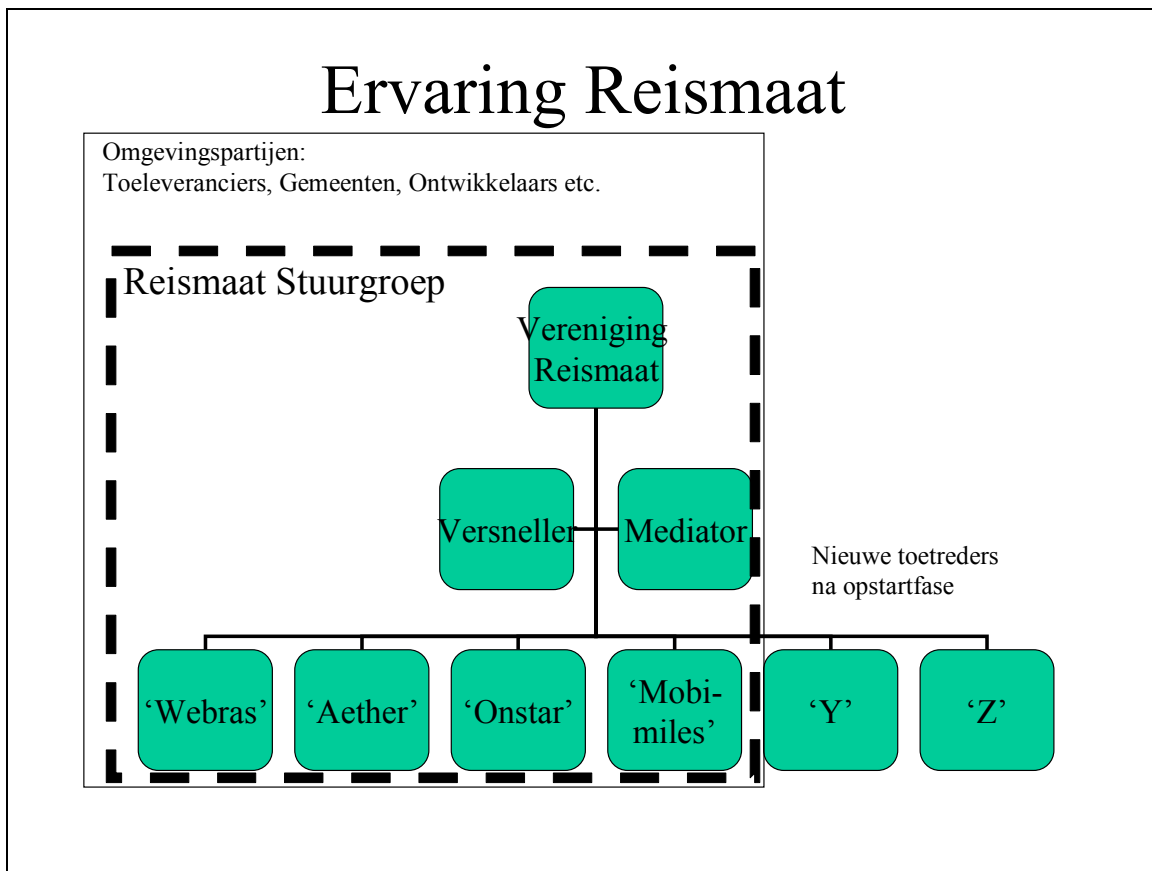 Ervaring Reismaat
Omgevingspartijen:
Toeleveranciers, Gemeenten, Ontwikkelaars etc.
Reismaat Stuurgroep
Vereniging
Reismaat
Versneller
Mediator
Nieuwe toetreders
na opstartfase
‘Webras’
‘Aether’
‘Onstar’
‘Mobi-
miles’
‘Y’
‘Z’